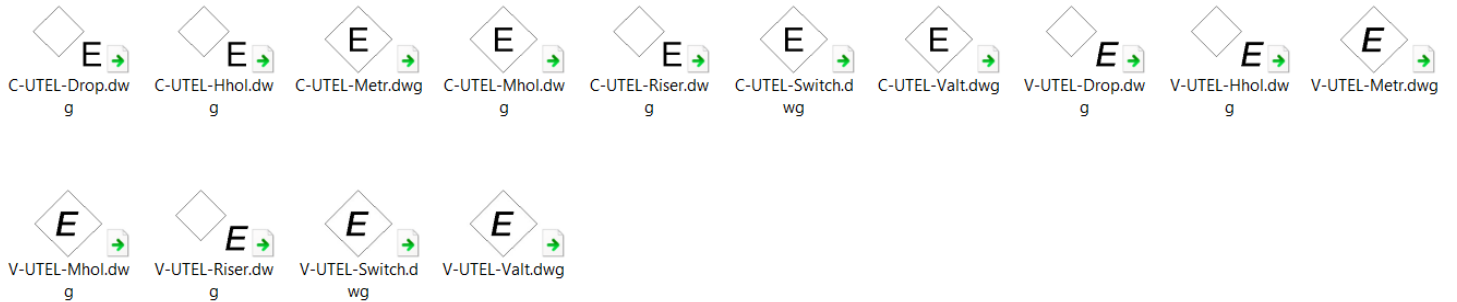 E E E E E E E E E E
C-UTEL-Drop.dw C-UTEL-Hhol.dw C-UTEL-Metr.dwg C-UTEL-Mhol.dw C-UTEL-Riser.dw C-UTEL-Switch.d C-UTEL-Valt.dwg V-UTEL-Drop.dw V-UTEL-Hhol.dw V-UTEL-Metr.dwg
g g g g wg g g
E E E E
V-UTEL-Mhol.dw V-UTEL-Riser.dw V-UTEL-Switch.d V-UTEL-Valt.dwg
g g wg